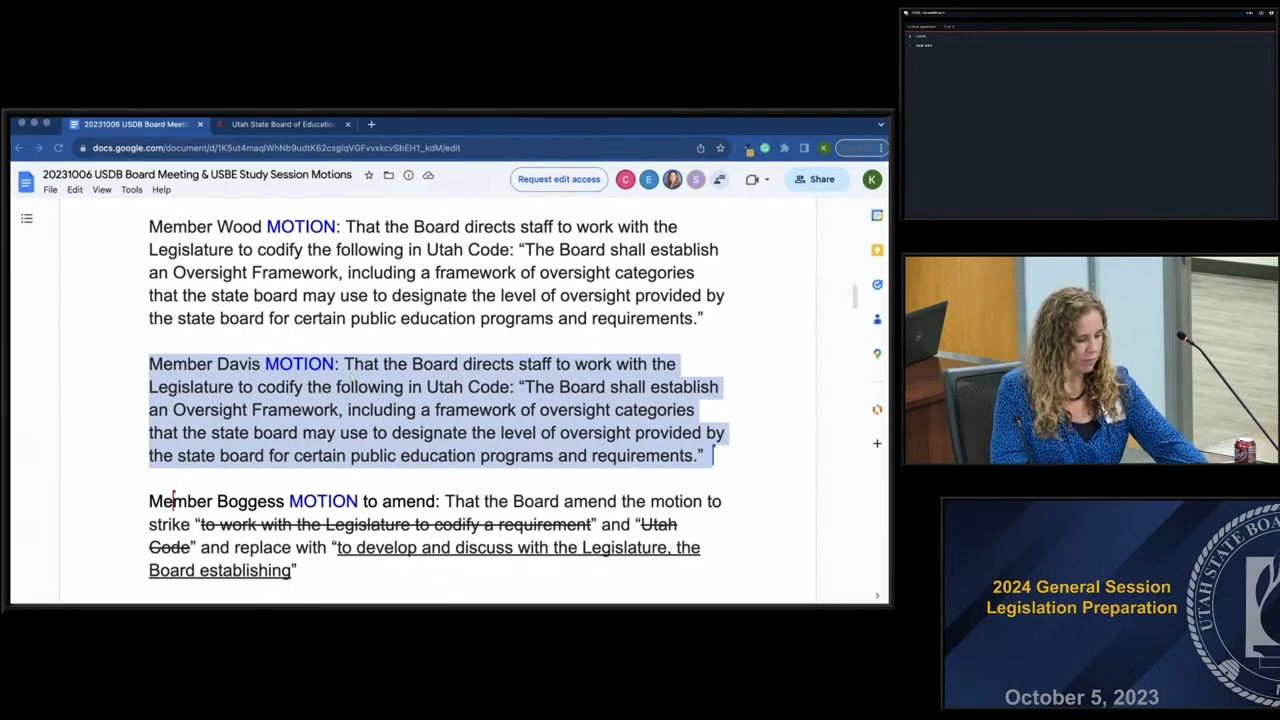 20231006 USDB Board Meeti
Utah State Board of Education
docs.google.com/document/d/1K5ut4maqIWhNb9udtK62csgIqVGFvvxkcvSbEH1_kdM/edit
20231006 USDB Board Meeting & USBE Study Session Motions
File Edit View Tools Help
Request edit access
C E S
Share
K
Member Wood MOTION: That the Board directs staff to work with the
Legislature to codify the following in Utah Code: “The Board shall establish
an Oversight Framework, including a framework of oversight categories
that the state board may use to designate the level of oversight provided by
the state board for certain public education programs and requirements.”
Member Davis MOTION: That the Board directs staff to work with the
Legislature to codify the following in Utah Code: “The Board shall establish
an Oversight Framework, including a framework of oversight categories
that the state board may use to designate the level of oversight provided by
the state board for certain public education programs and requirements.”
Member Boggess MOTION to amend: That the Board amend the motion to
strike “to work with the Legislature to codify a requirement” and “Utah
Code” and replace with “to develop and discuss with the Legislature, the
Board establishing”
2024 General Session
Legislation Preparation
UTAH STATE BOA
October 5, 2023